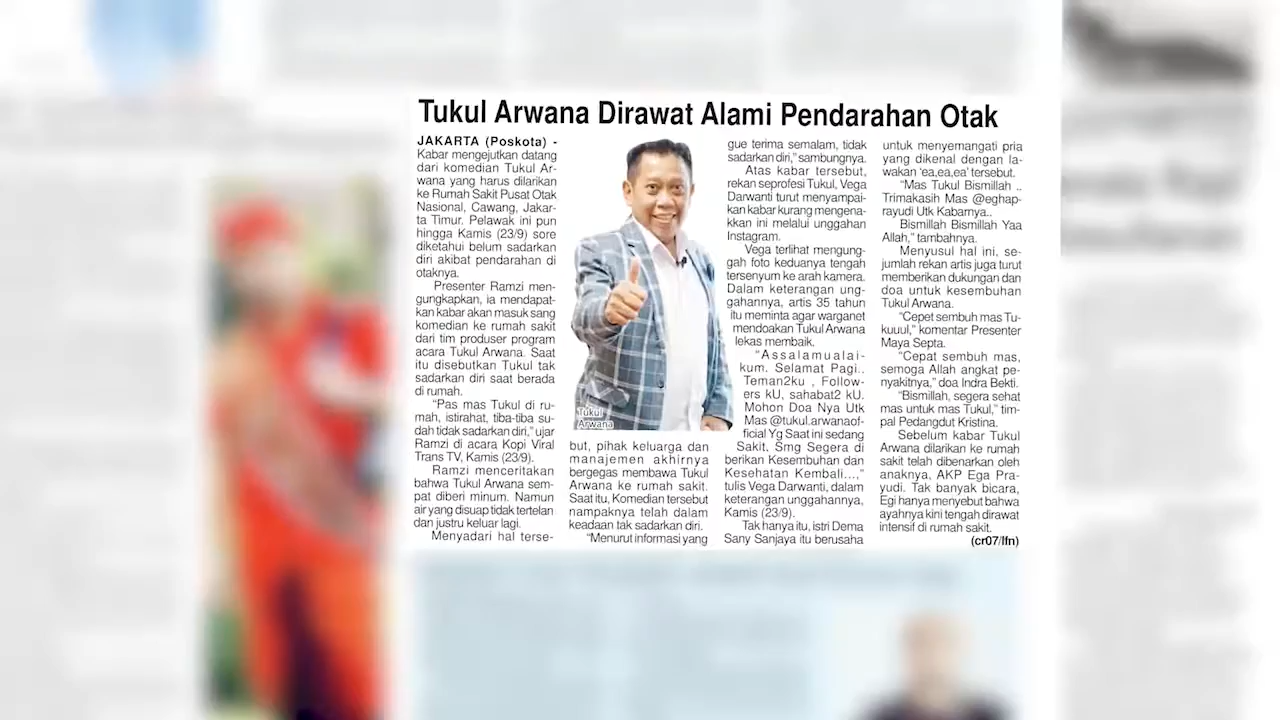 Tukul Arwana Dirawat Alami Pendarahan Otak
JAKARTA (Poskota) -
Kabar mengejutkan datang
dari komedian Tukul Ar-
wana yang harus dilarikan
ke Rumah Sakit Pusat Otak
Nasional, Cawang, Jakar-
ta Timur. Pelawak ini pun
hingga Kamis (23/9) sore
diketahui belum sadarkan
diri akibat pendarahan di
otaknya.
Presenter Ramzi men-
gungkapkan, ia mendapat-
kan kabar akan masuk sang
komedian ke rumah sakit
dari tim produser program
acara Tukul Arwana. Saat
itu disebutkan Tukul tak
sadarkan diri saat berada
di rumah.
"Pas mas Tukul di ru-
mah, istirahat, tiba-tiba su-
dah tidak sadarkan diri," ujar
Ramzi di acara Kopi Viral
Trans TV, Kamis (23/9).
Ramzi menceritakan
bahwa Tukul Arwana sem-
pat diberi minum. Namun
air yang disuap tidak tertelan
dan justru keluar lagi.
Menyadari hal terse-
Tukul
Arwana
but, pihak keluarga dan
manajemen akhirnya
bergegas membawa Tukul
Arwana ke rumah sakit.
Saat itu, Komedian tersebut
nampaknya telah dalam
keadaan tak sadarkan diri.
"Menurut informasi yang
gue terima semalam, tidak
sadarkan diri," sambungnya.
Atas kabar tersebut,
rekan seprofesi Tukul, Vega
Darwanti turut menyampai-
kan kabar kurang mengenak-
kan ini melalui unggahan
Instagram.
Vega terlihat mengung-
gah foto keduanya tengah
tersenyum ke arah kamera.
Dalam keterangan ung-
gahannya, artis 35 tahun
itu meminta agar warganet
mendoakan Tukul Arwana
lekas membaik.
"Assalamualai-
kum. Selamat Pagi..
Teman2ku , Follow-
ers kU, sahabat2 kU.
Mohon Doa Nya Utk
Mas @tukul.arwanaof-
ficial Yg Saat ini sedang
Sakit, Smg Segera di
berikan Kesembuhan dan
Kesehatan Kembali...,"
tulis Vega Darwanti, dalam
keterangan unggahannya,
Kamis (23/9).
Tak hanya itu, istri Dema
Sany Sanjaya itu berusaha
untuk menyemangati pria
yang dikenal dengan la-
wakan 'ea,ea,ea' tersebut.
"Mas Tukul Bismillah ..
Trimakasih Mas @eghap-
rayudi Utk Kabarnya..
Bismillah Bismillah Yaa
Allah," tambahnya.
Menyusul hal ini, se-
jumlah rekan artis juga turut
memberikan dukungan dan
doa untuk kesembuhan
Tukul Arwana.
"Cepet sembuh mas Tu-
kuuul," komentar Presenter
Maya Septa.
"Cepat sembuh mas,
semoga Allah angkat pe-
nyakitnya," doa Indra Bekti.
"Bismillah, segera sehat
mas untuk mas Tukul," tim-
pal Pedangdut Kristina.
Sebelum kabar Tukul
Arwana dilarikan ke rumah
sakit telah dibenarkan oleh
anaknya, AKP Ega Pra-
yudi. Tak banyak bicara,
Egi hanya menyebut bahwa
ayahnya kini tengah dirawat
intensif di rumah sakit.
(cr07/lfn)